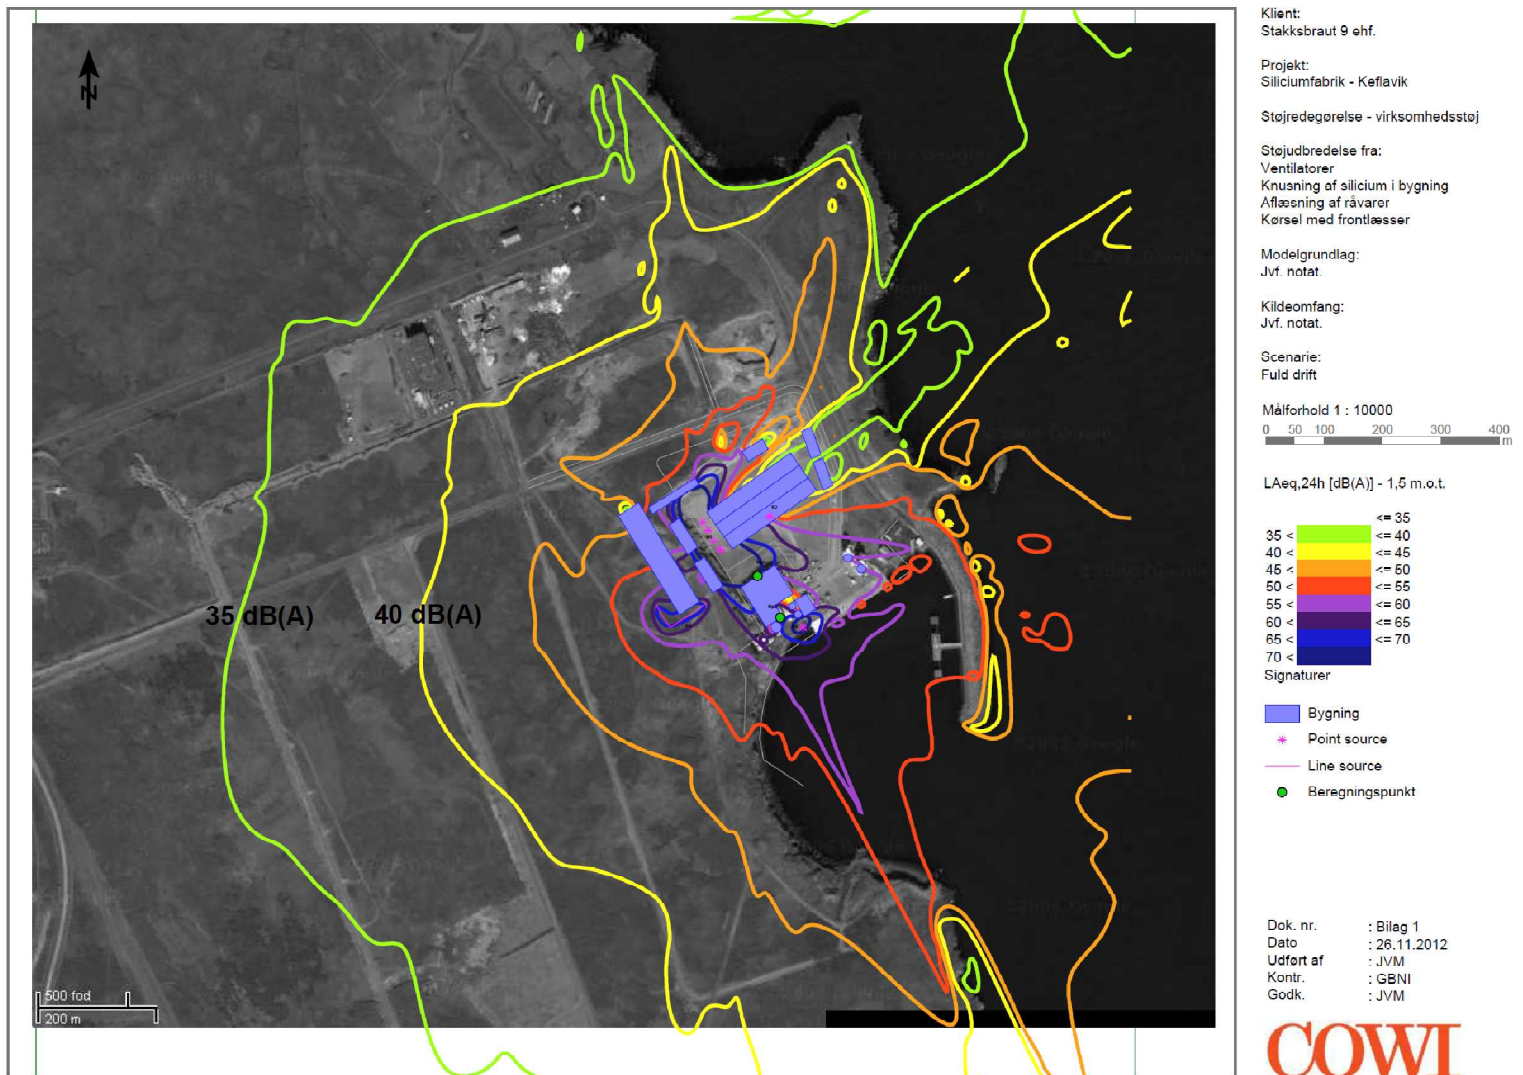 N
35 dB(A)
40 dB(A)
500 fod
200 m
Klient:
Stakksbraut 9 ehf.
Projekt:
Siliciumfabrik - Keflavik
Støjredegørelse - virksomhedsstøj
Støjudbredelse fra:
Ventilatorer
Knusning af silicium i bygning
Aflæsning af råvarer
Kørsel med frontlæsser
Modelgrundlag:
Jvf. notat.
Kildeomfang:
Jvf. notat.
Scenarie:
Fuld drift
Målforhold 1 : 10000
0 50 100 200 300 400 m
LAeq,24h [dB(A)] - 1,5 m.o.t.
<= 35
35 < <= 40
40 < <= 45
45 < <= 50
50 < <= 55
55 < <= 60
60 < <= 65
65 < <= 70
70 <
Signaturer
Bygning
Point source
Line source
Beregningspunkt
Dok. nr. : Bilag 1
Dato : 26.11.2012
Udført af : JVM
Kontr. : GBNI
Godk. : JVM
COWI